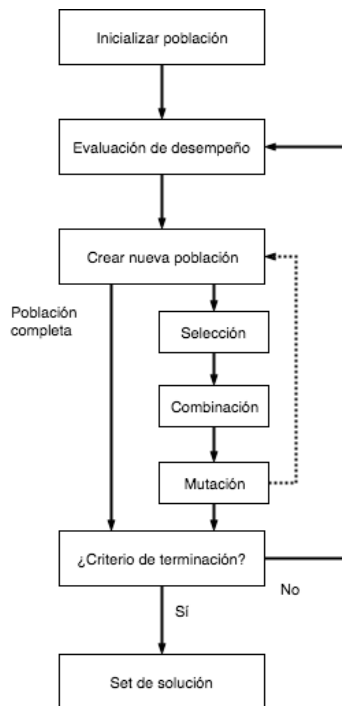 Inicializar población
Evaluación de desempeño
Crear nueva población
Población
completa
Selección
Combinación
Mutación
¿Criterio de terminación?
No
Sí
Set de solución